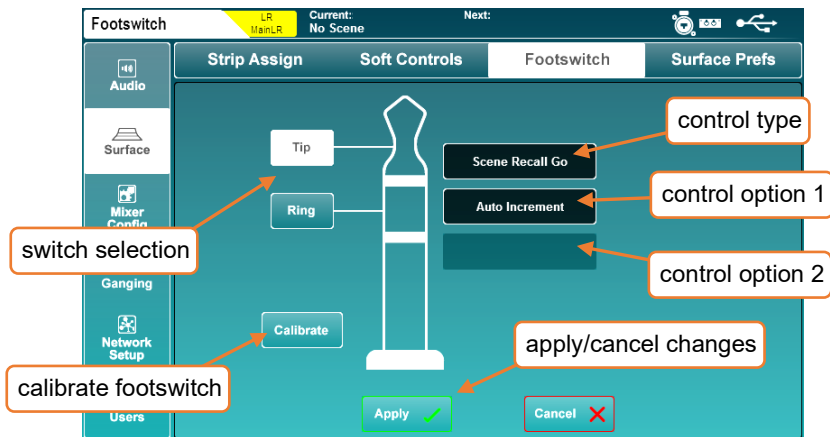 Footswitch
LR
MainLR
Current:
No Scene
Next:
Strip Assign
Soft Controls
Footswitch
Surface Prefs
Audio
Surface
Mixer
Config
Ganging
Network
Setup
Users
Tip
Ring
Calibrate
Scene Recall Go
Auto Increment
Apply
Cancel
control type
control option 1
control option 2
switch selection
apply/cancel changes
calibrate footswitch